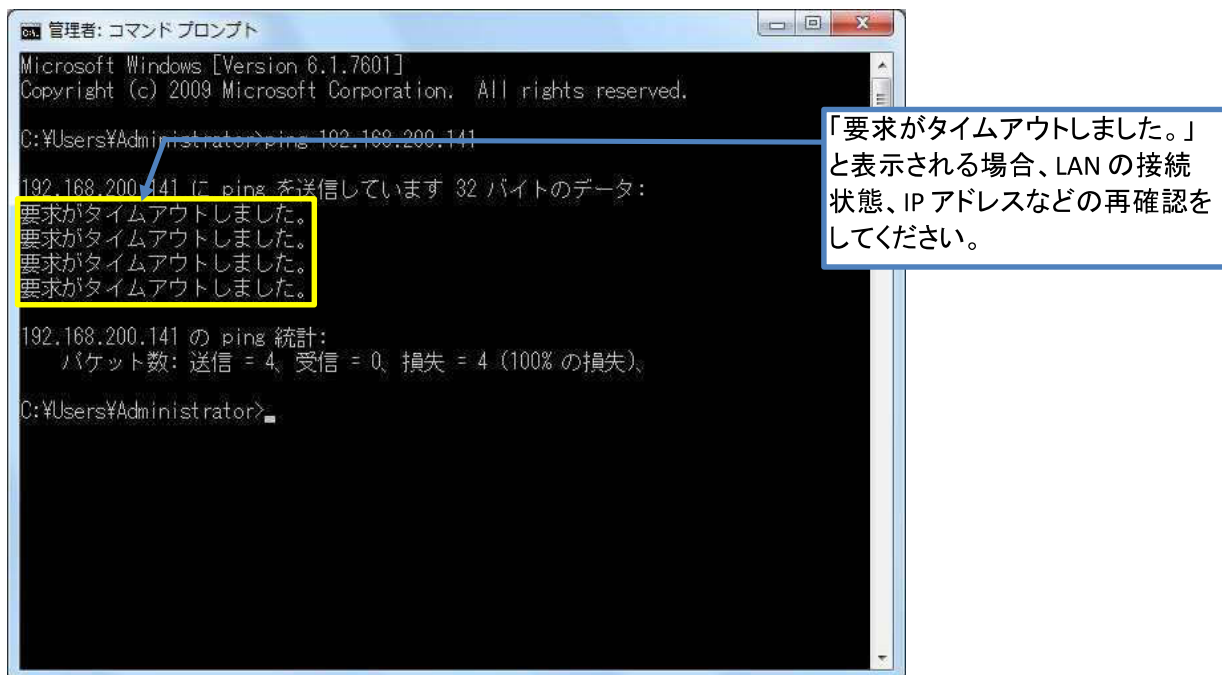 管理者: コマンド プロンプト
Microsoft Windows [Version 6.1.7601]
Copyright (c) 2009 Microsoft Corporation.  All rights reserved.
C:¥Users¥Administrator>ping 192.168.200.141
192.168.200.141 に ping を送信しています 32 バイトのデータ:
要求がタイムアウトしました。
要求がタイムアウトしました。
要求がタイムアウトしました。
要求がタイムアウトしました。
192.168.200.141 の ping 統計:
パケット数: 送信 = 4、受信 = 0、損失 = 4 (100% の損失)、
C:¥Users¥Administrator>
「要求がタイムアウトしました。」
と表示される場合、LAN の接続
状態、IP アドレスなどの再確認を
してください。